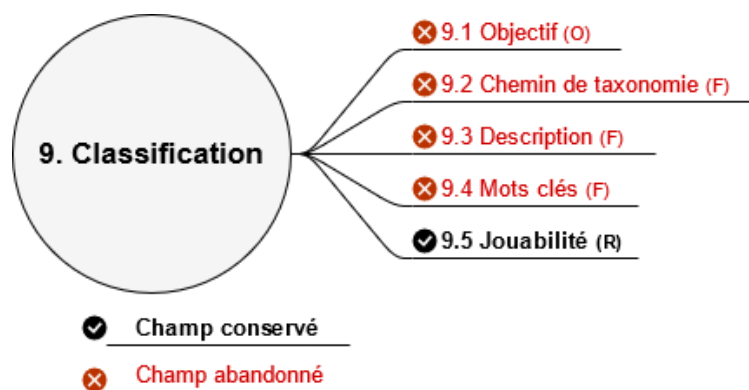 9. Classification
9.1 Objectif (O)
9.2 Chemin de taxonomie (F)
9.3 Description (F)
9.4 Mots clés (F)
9.5 Jouabilité (R)
Champ conservé
Champ abandonné